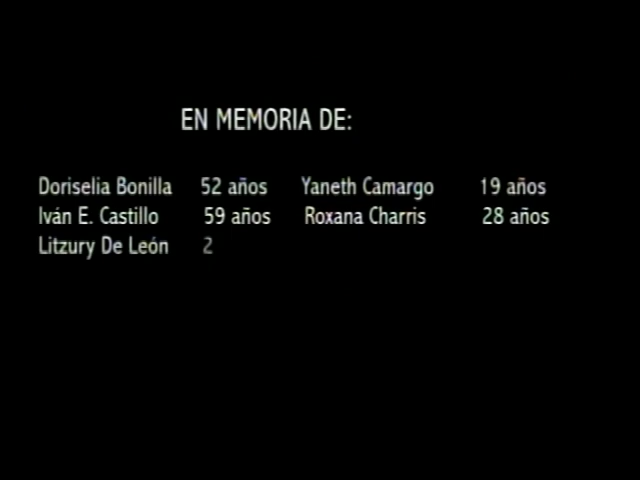 EN MEMORIA DE:
Doriselia Bonilla 52 años Yaneth Camargo 19 años
Iván E. Castillo 59 años Roxana Charris 28 años
Litzury De León 2